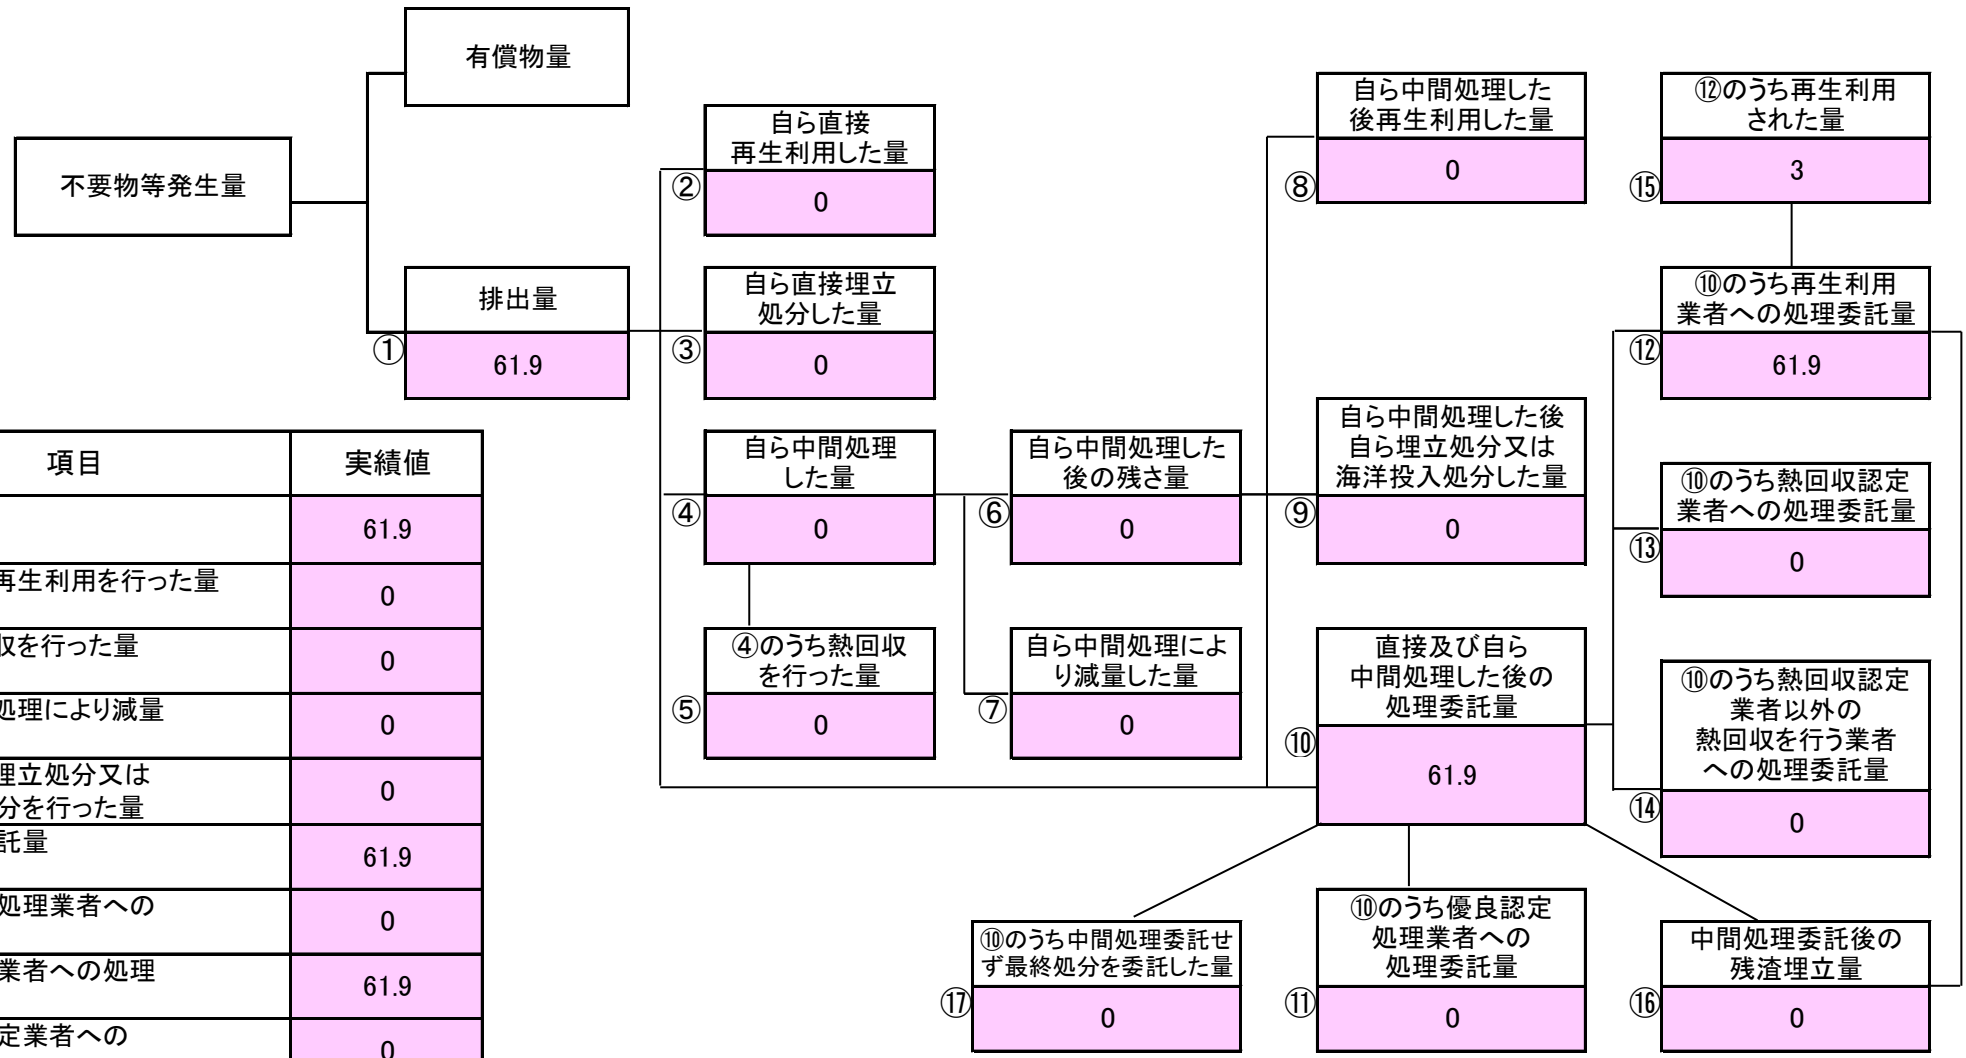 有償物量
不要物等発生量
排出量
①
61.9
自ら直接
再生利用した量
②
0
自ら直接埋立
処分した量
③
0
自ら中間処理
した量
④
0
④のうち熱回収
を行った量
⑤
0
自ら中間処理した
後の残さ量
⑥
0
自ら中間処理によ
り減量した量
⑦
0
自ら中間処理した
後再生利用した量
⑧
0
自ら中間処理した後
自ら埋立処分又は
海洋投入処分した量
⑨
0
直接及び自ら
中間処理した後の
処理委託量
⑩
61.9
⑫のうち再生利用
された量
⑮
3
⑩のうち再生利用
業者への処理委託量
⑫
61.9
⑩のうち熱回収認定
業者への処理委託量
⑬
0
⑩のうち熱回収認定
業者以外の
熱回収を行う業者
への処理委託量
⑭
0
⑩のうち中間処理委託せ
ず最終処分を委託した量
⑰
0
⑩のうち優良認定
処理業者への
処理委託量
⑪
0
中間処理委託後の
残渣埋立量
⑯
0
項目
実績値
61.9
再生利用を行った量
0
収を行った量
0
処理により減量
0
埋立処分又は
分を行った量
0
託量
61.9
処理業者への
0
業者への処理
61.9
定業者への
0